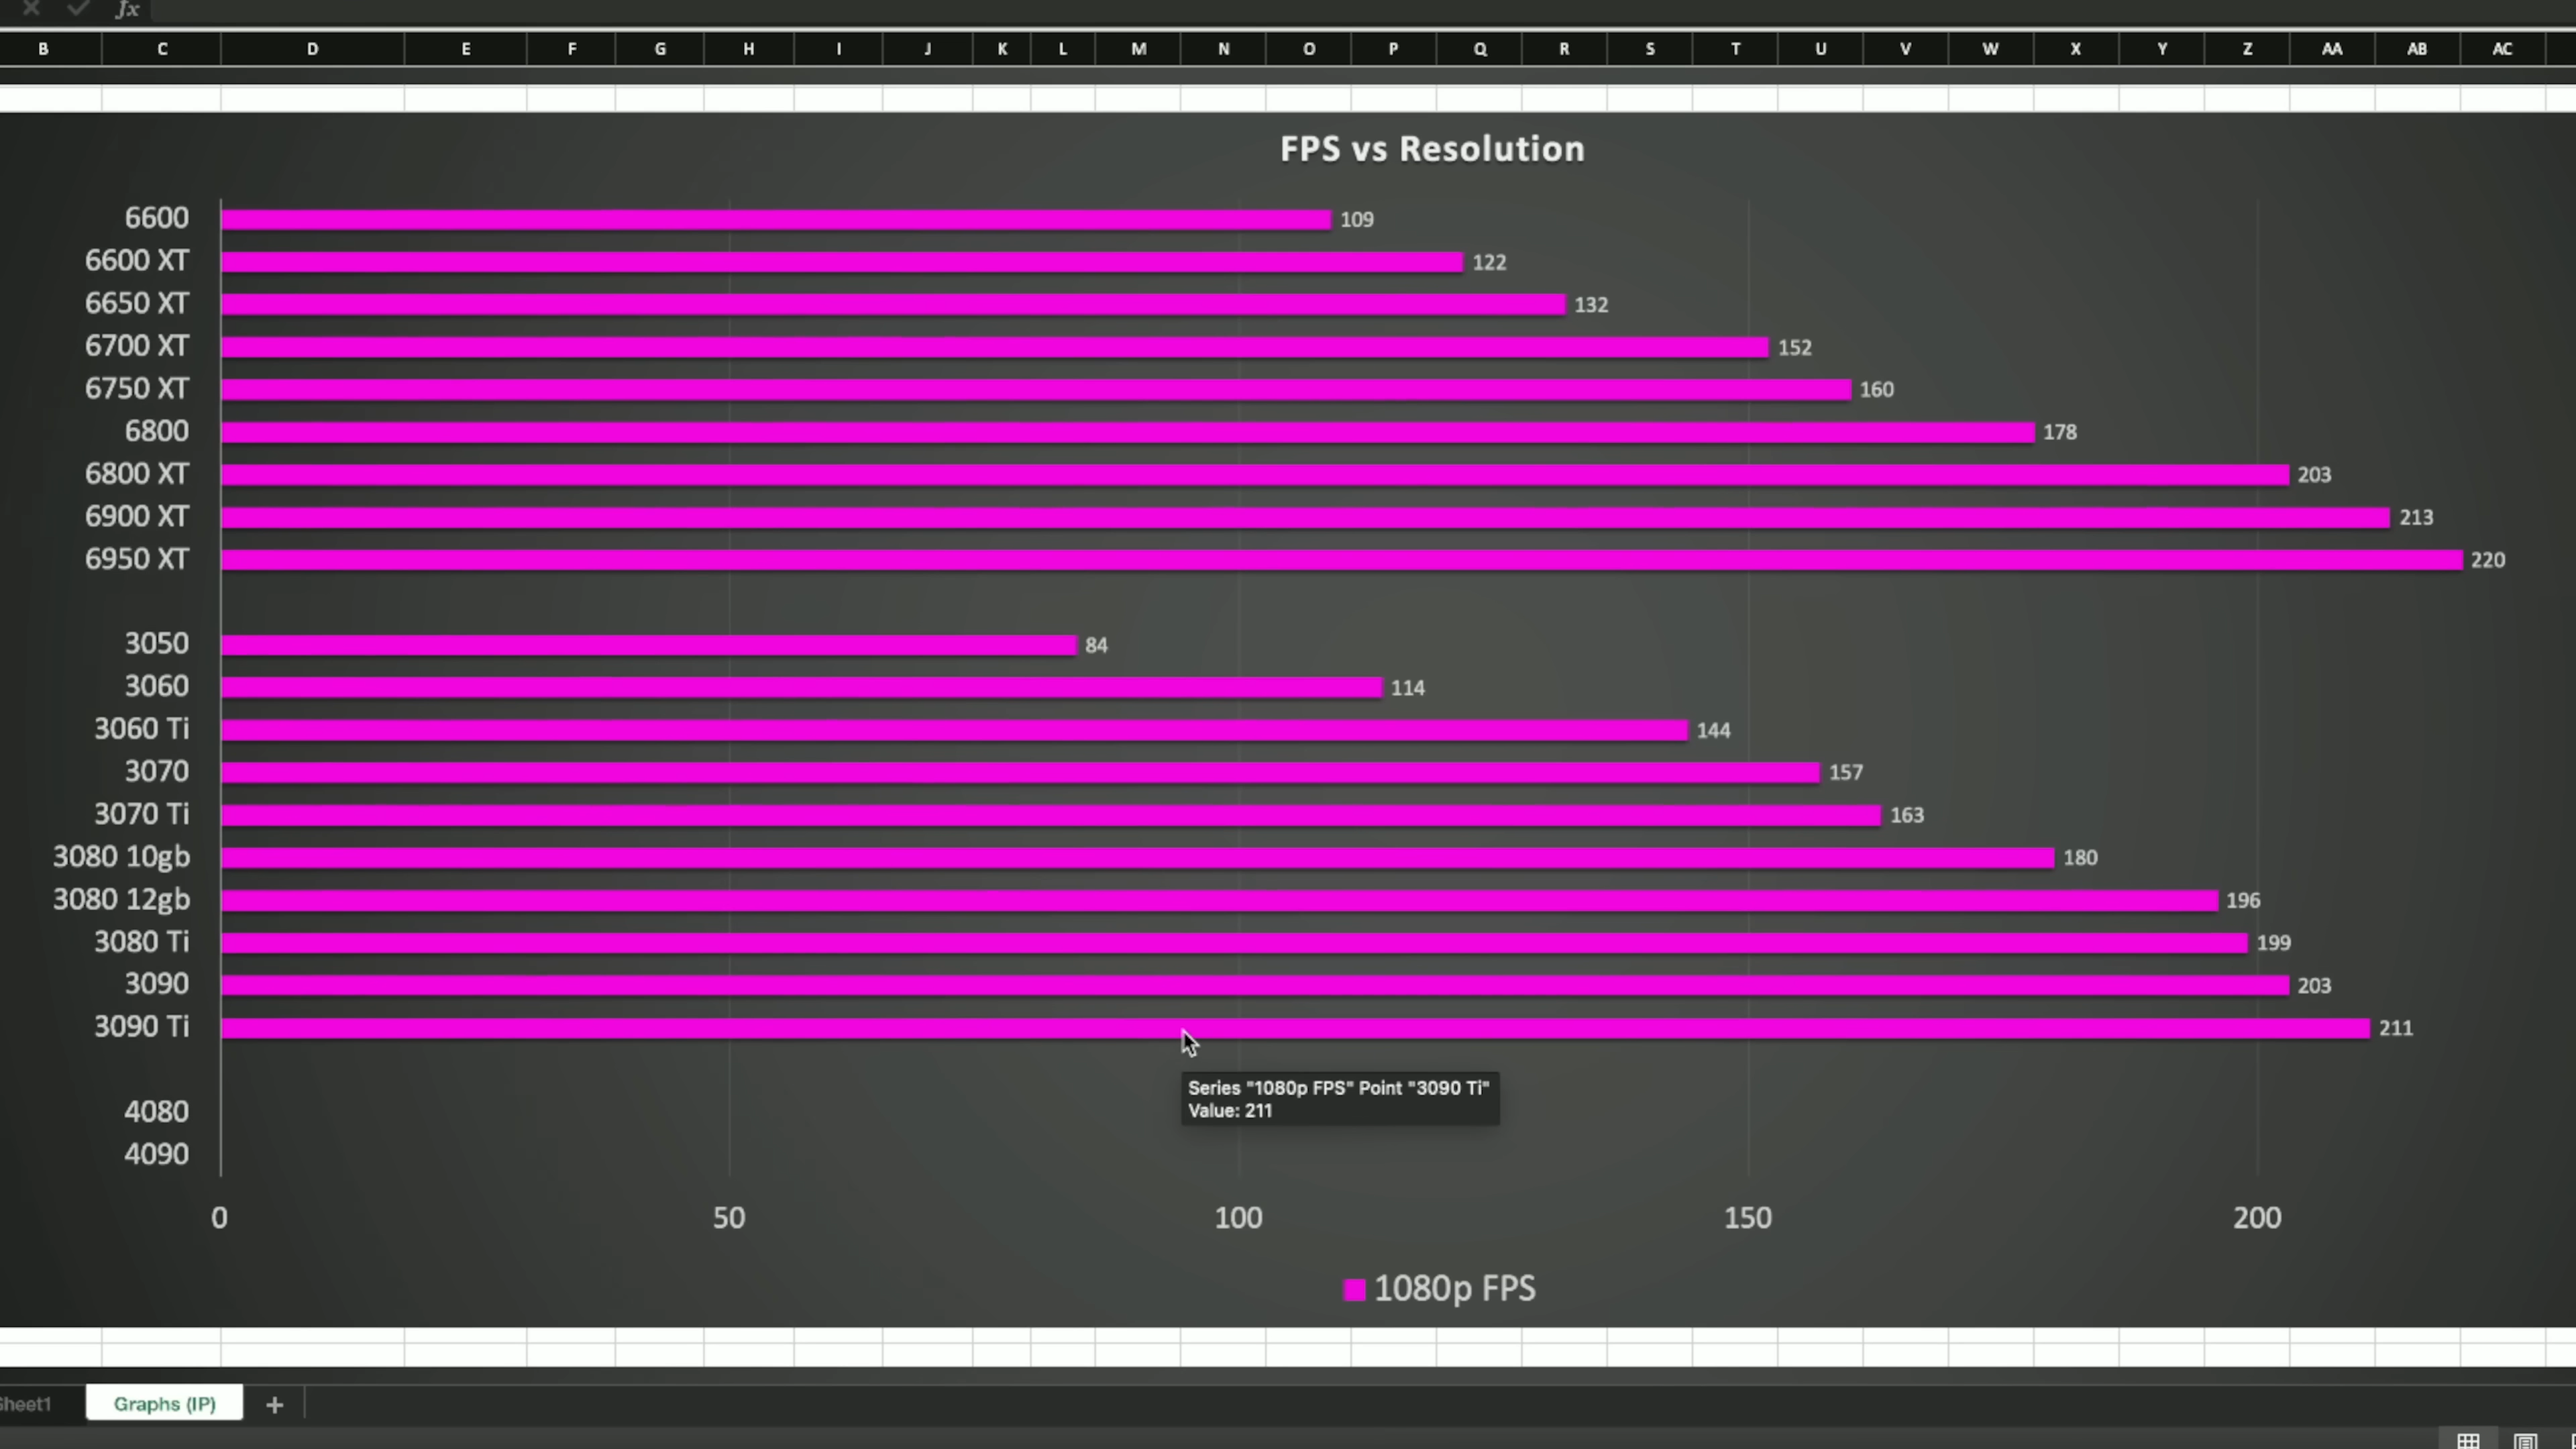 fx
B C D E F G H I J K L M N O P Q R S T U V W X Y Z AA AB AC
FPS vs Resolution
6600 109
6600 XT 122
6650 XT 132
6700 XT 152
6750 XT 160
6800 178
6800 XT 203
6900 XT 213
6950 XT 220
3050 84
3060 114
3060 Ti 144
3070 157
3070 Ti 163
3080 10gb 180
3080 12gb 196
3080 Ti 199
3090 203
3090 Ti 211
Series "1080p FPS" Point "3090 Ti"
Value: 211
4080
4090
0 50 100 150 200
1080p FPS
Sheet1 Graphs (IP) +